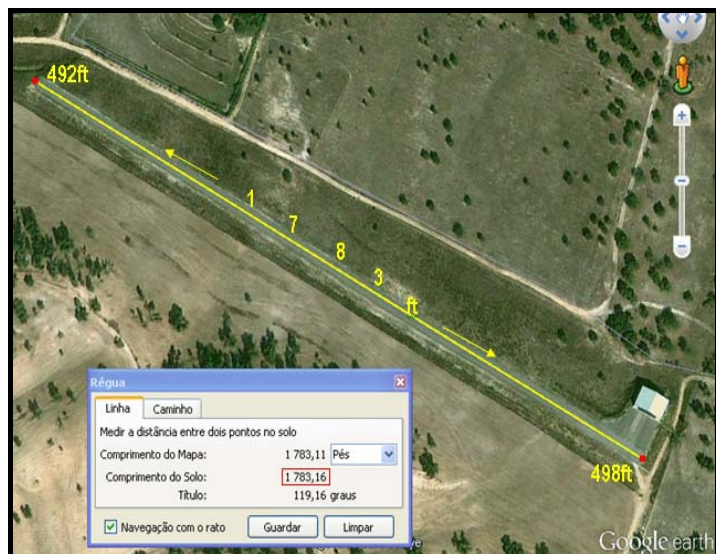 492ft
1
7
8
3
ft
498ft
Régua
Linha Caminho
Medir a distância entre dois pontos no solo
Comprimento do Mapa: 1 783,11 Pés
Comprimento do Solo: 1 783,16
Título: 119,16 graus
Navegação com o rato Guardar Limpar
Google earth